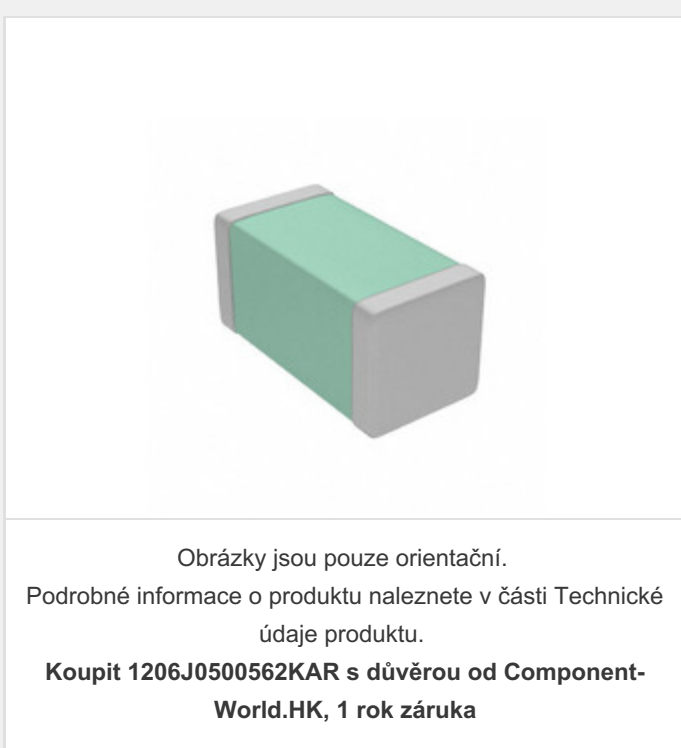 Obrázky jsou pouze orientační.
Podrobné informace o produktu naleznete v části Technické
údaje produktu.
Koupit 1206J0500562KAR s důvěrou od Component-
World.HK, 1 rok záruka